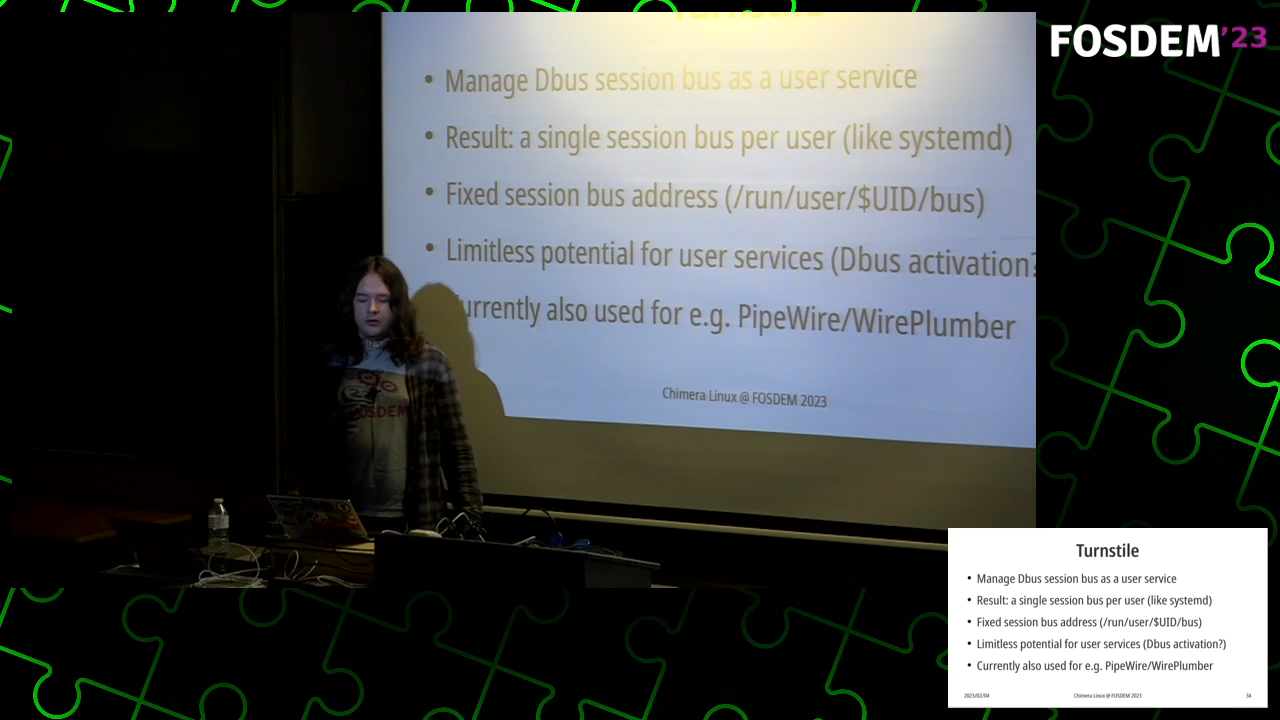 FOSDEM'23
Turnstile
• Manage Dbus session bus as a user service
• Result: a single session bus per user (like systemd)
• Fixed session bus address (/run/user/$UID/bus)
• Limitless potential for user services (Dbus activation?
urrently also used for e.g. PipeWire/WirePlumber
Chimera Linux @ FOSDEM 2023
FOSDEM
Turnstile
• Manage Dbus session bus as a user service
• Result: a single session bus per user (like systemd)
• Fixed session bus address (/run/user/$UID/bus)
• Limitless potential for user services (Dbus activation?)
• Currently also used for e.g. PipeWire/WirePlumber
2023/02/04
Chimera Linux @ FOSDEM 2023
34